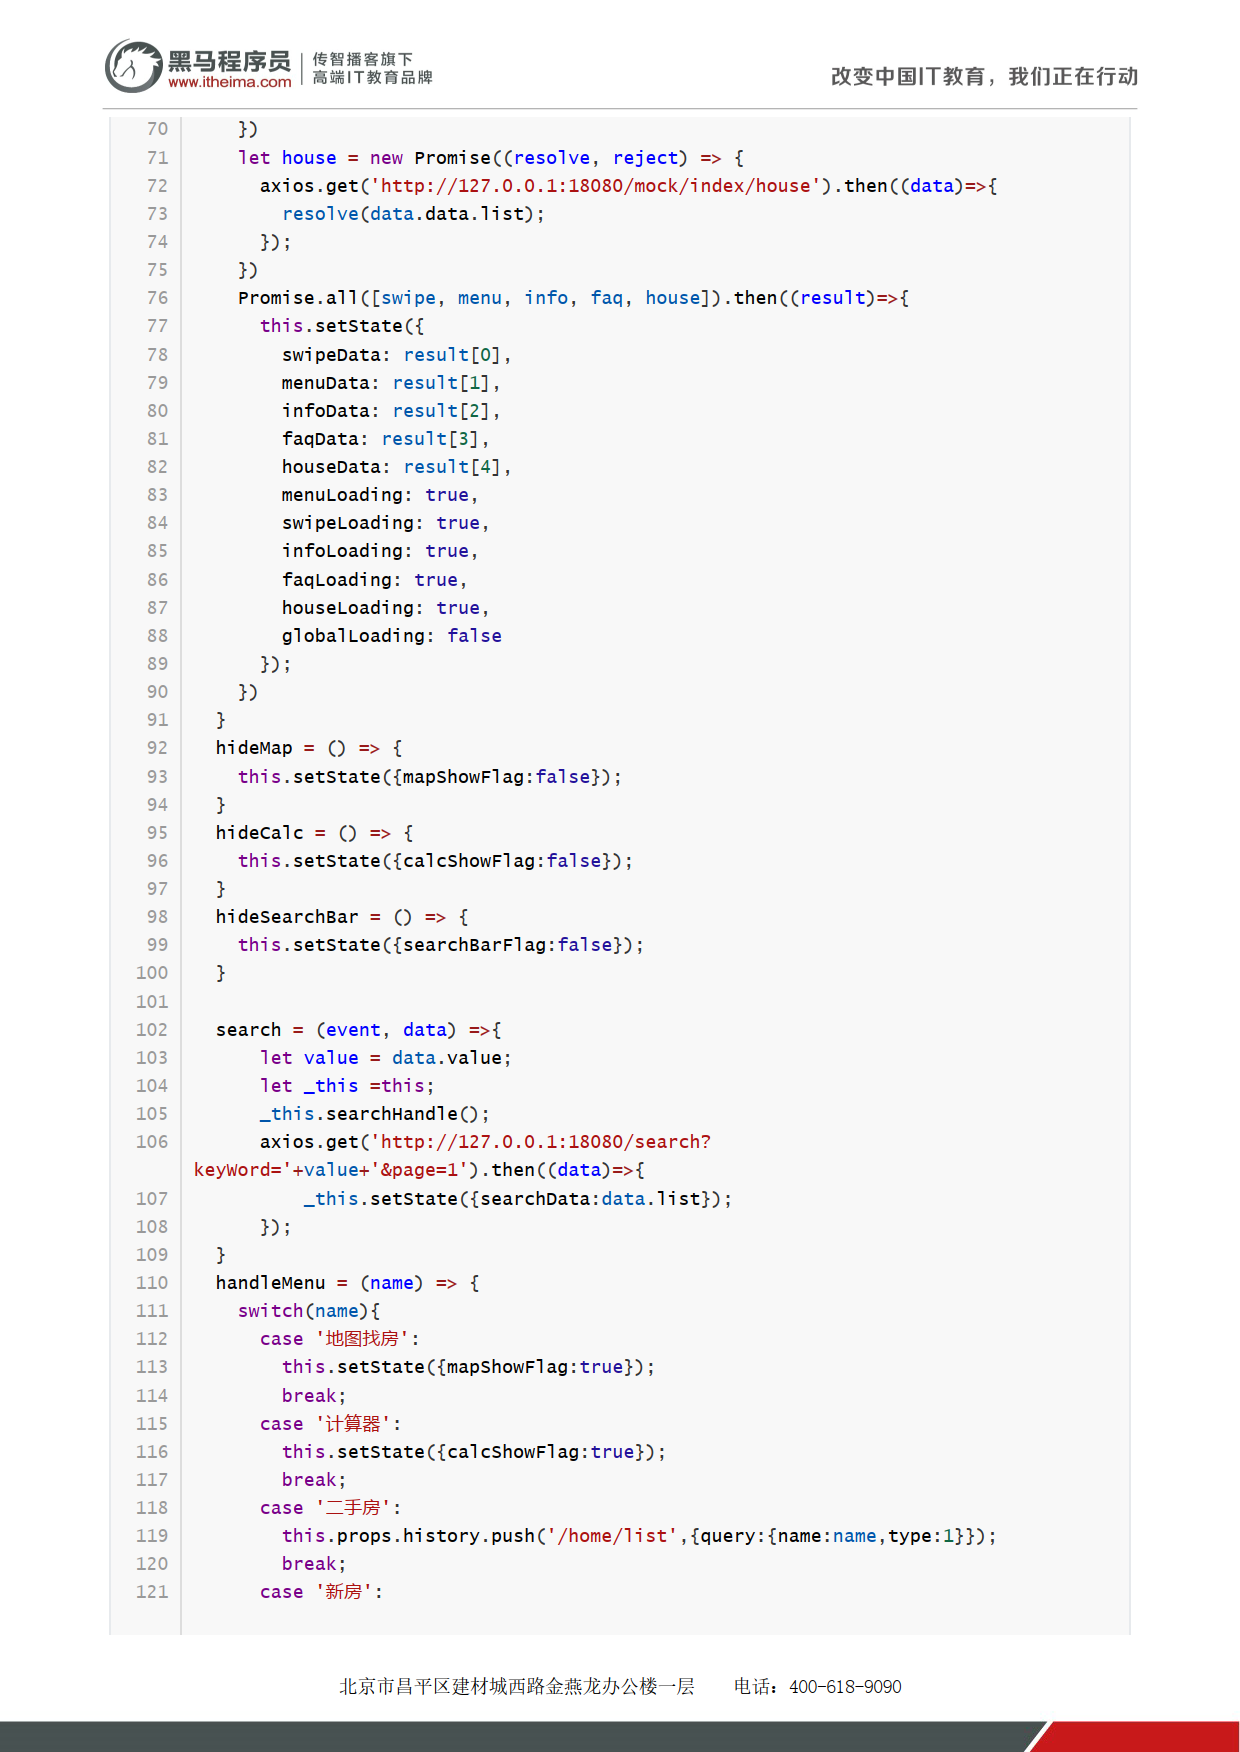 黑马程序员
www.itheima.com
传智播客旗下
高端IT教育品牌
改变中国IT教育，我们正在行动
70 })
71 let house = new Promise((resolve, reject) => {
72 axios.get('http://127.0.0.1:18080/mock/index/house').then((data)=>{
73 resolve(data.data.list);
74 });
75 })
76 Promise.all([swipe, menu, info, faq, house]).then((result)=>{
77 this.setState({
78 swipeData: result[0],
79 menuData: result[1],
80 infoData: result[2],
81 faqData: result[3],
82 houseData: result[4],
83 menuLoading: true,
84 swipeLoading: true,
85 infoLoading: true,
86 faqLoading: true,
87 houseLoading: true,
88 globalLoading: false
89 });
90 })
91 }
92 hideMap = () => {
93 this.setState({mapShowFlag:false});
94 }
95 hideCalc = () => {
96 this.setState({calcShowFlag:false});
97 }
98 hideSearchBar = () => {
99 this.setState({searchBarFlag:false});
100 }
101
102 search = (event, data) =>{
103 let value = data.value;
104 let _this =this;
105 _this.searchHandle();
106 axios.get('http://127.0.0.1:18080/search?
keyWord='+value+'&page=1').then((data)=>{
107 _this.setState({searchData:data.list});
108 });
109 }
110 handleMenu = (name) => {
111 switch(name){
112 case '地图找房':
113 this.setState({mapShowFlag:true});
114 break;
115 case '计算器':
116 this.setState({calcShowFlag:true});
117 break;
118 case '二手房':
119 this.props.history.push('/home/list',{query:{name:name,type:1}});
120 break;
121 case '新房':
北京市昌平区建材城西路金燕龙办公楼一层 电话：400-618-9090